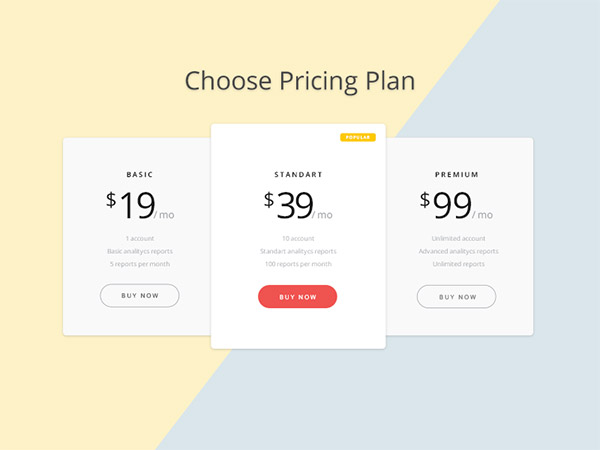 Choose Pricing Plan
BASIC
$19/ mo
1 account
Basic analitycs reports
5 reports per month
BUY NOW
POPULAR
STANDART
$39/ mo
10 account
Standart analitycs reports
100 reports per month
BUY NOW
PREMIUM
$99/ mo
Unlimited account
Advanced analitycs reports
Unlimited reports
BUY NOW